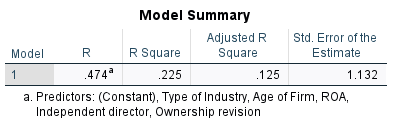 Model Summary
Model R R Square Adjusted R Square Std. Error of the Estimate
1 .474a .225 .125 1.132
a. Predictors: (Constant), Type of Industry, Age of Firm, ROA,
Independent director, Ownership revision